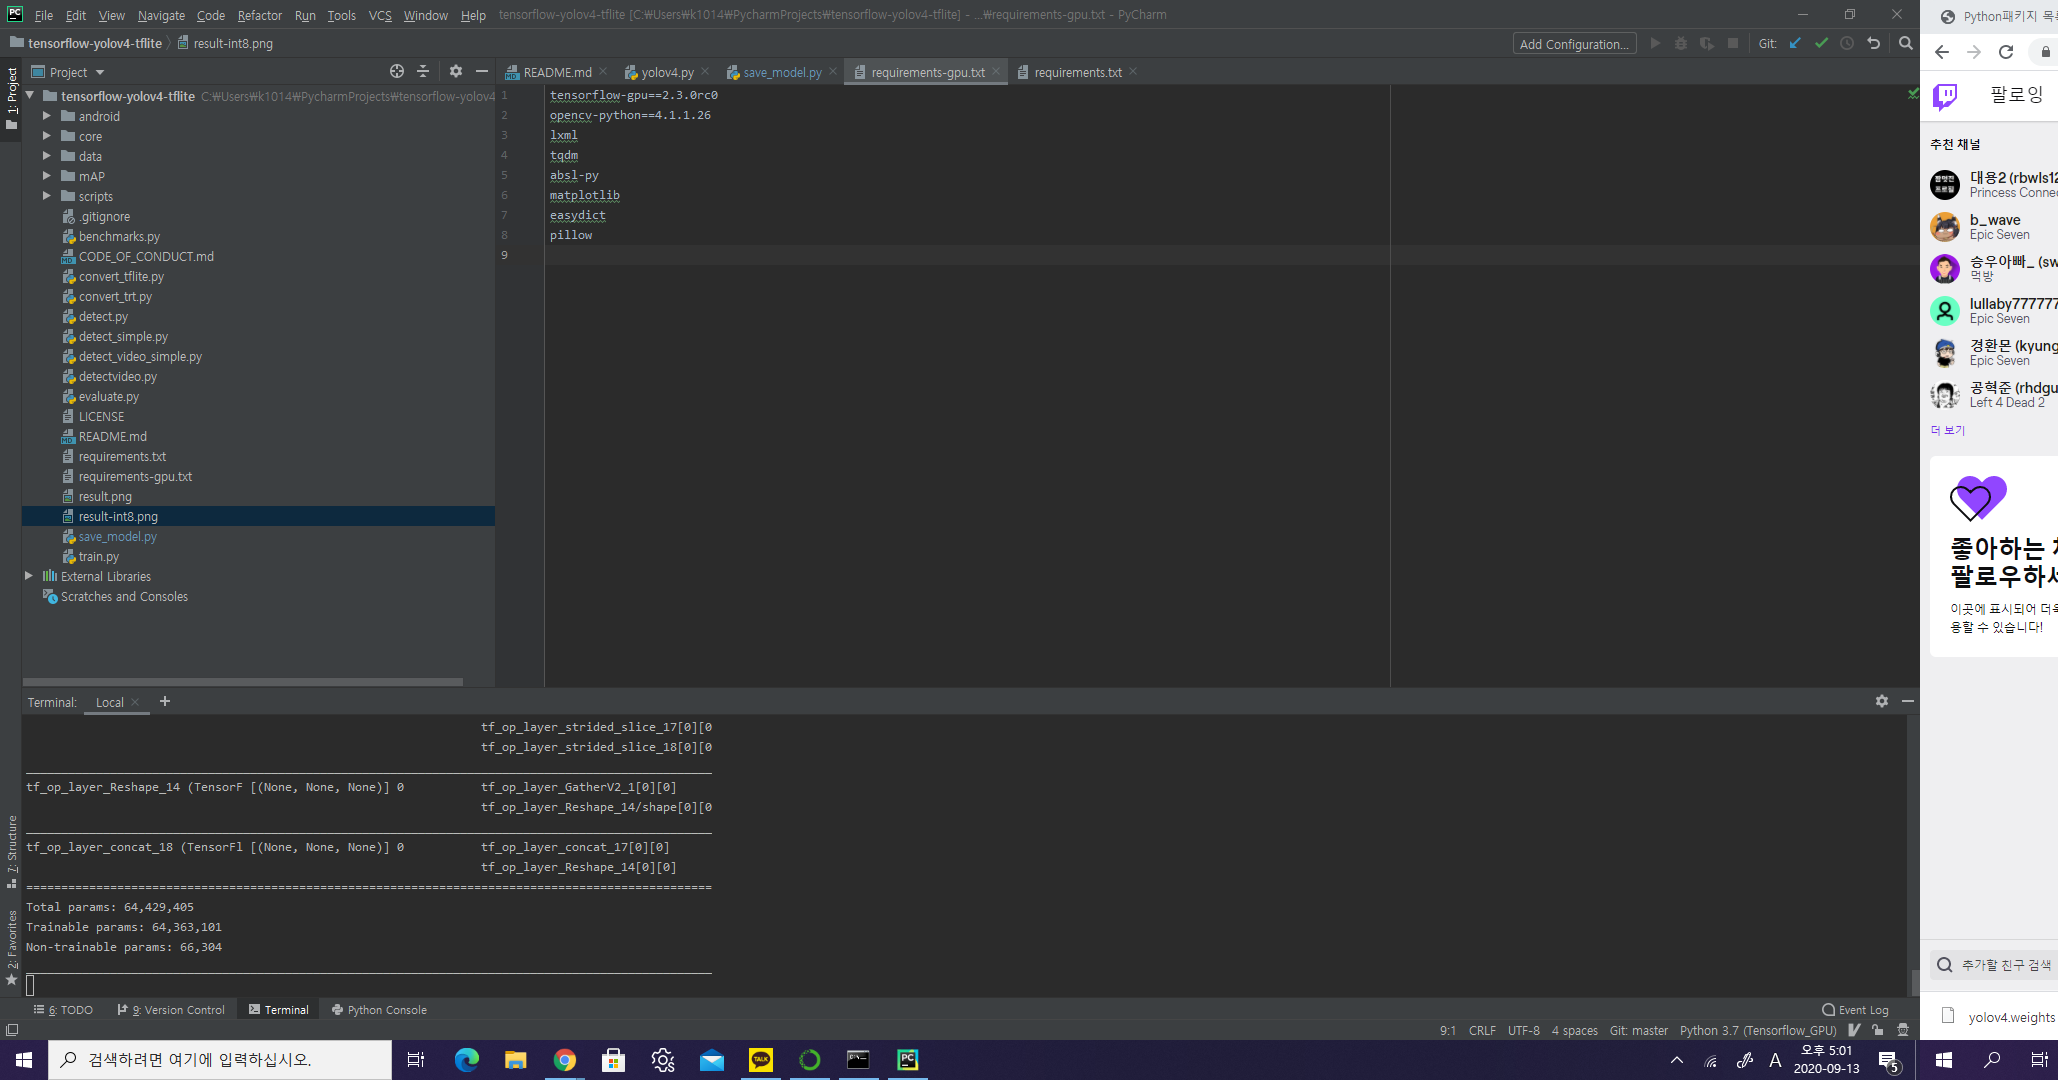 PC File Edit View Navigate Code Refactor Run Tools VCS Window Help tensorflow-yolov4-tflite [C:₩Users₩k1014₩PycharmProjects₩tensorflow-yolov4-tflite] - ...₩requirements-gpu.txt - PyCharm
tensorflow-yolov4-tflite result-int8.png Add Configuration... Git:
Project
README.md yolov4.py save_model.py requirements-gpu.txt requirements.txt
1: Project
tensorflow-yolov4-tflite C:₩Users₩k1014₩PycharmProjects₩tensorflow-yolov4
android
core
data
mAP
scripts
.gitignore
benchmarks.py
CODE_OF_CONDUCT.md
convert_tflite.py
convert_trt.py
detect.py
detect_simple.py
detect_video_simple.py
detectvideo.py
evaluate.py
LICENSE
README.md
requirements.txt
requirements-gpu.txt
result.png
result-int8.png
save_model.py
train.py
External Libraries
Scratches and Consoles
1 tensorflow-gpu==2.3.0rc0
2 opencv-python==4.1.1.26
3 lxml
4 tqdm
5 absl-py
6 matplotlib
7 easydict
8 pillow
9
Terminal: Local +
tf_op_layer_strided_slice_17[0][0
tf_op_layer_strided_slice_18[0][0
tf_op_layer_Reshape_14 (TensorF [(None, None, None)] 0 tf_op_layer_GatherV2_1[0][0]
tf_op_layer_Reshape_14/shape[0][0
tf_op_layer_concat_18 (TensorFl [(None, None, None)] 0 tf_op_layer_concat_17[0][0]
tf_op_layer_Reshape_14[0][0]
==================================================================================================
Total params: 64,429,405
Trainable params: 64,363,101
Non-trainable params: 66,304
7: Structure
2: Favorites
6: TODO 9: Version Control Terminal Python Console Event Log
9:1 CRLF UTF-8 4 spaces Git: master Python 3.7 (Tensorflow_GPU)
검색하려면 여기에 입력하십시오.
TALK
PC
A
오후 5:01
2020-09-13
5
Python패키지 목
팔로잉
추천 채널
대용2 (rbwls12
Princess Connec
b_wave
Epic Seven
승우아빠_ (sw
먹방
lullaby777777
Epic Seven
경환몬 (kyung
Epic Seven
공혁준 (rhdgu
Left 4 Dead 2
더 보기
좋아하는
팔로우하세
이곳에 표시되어 더욱
용할 수 있습니다!
추가할 친구 검색
yolov4.weights